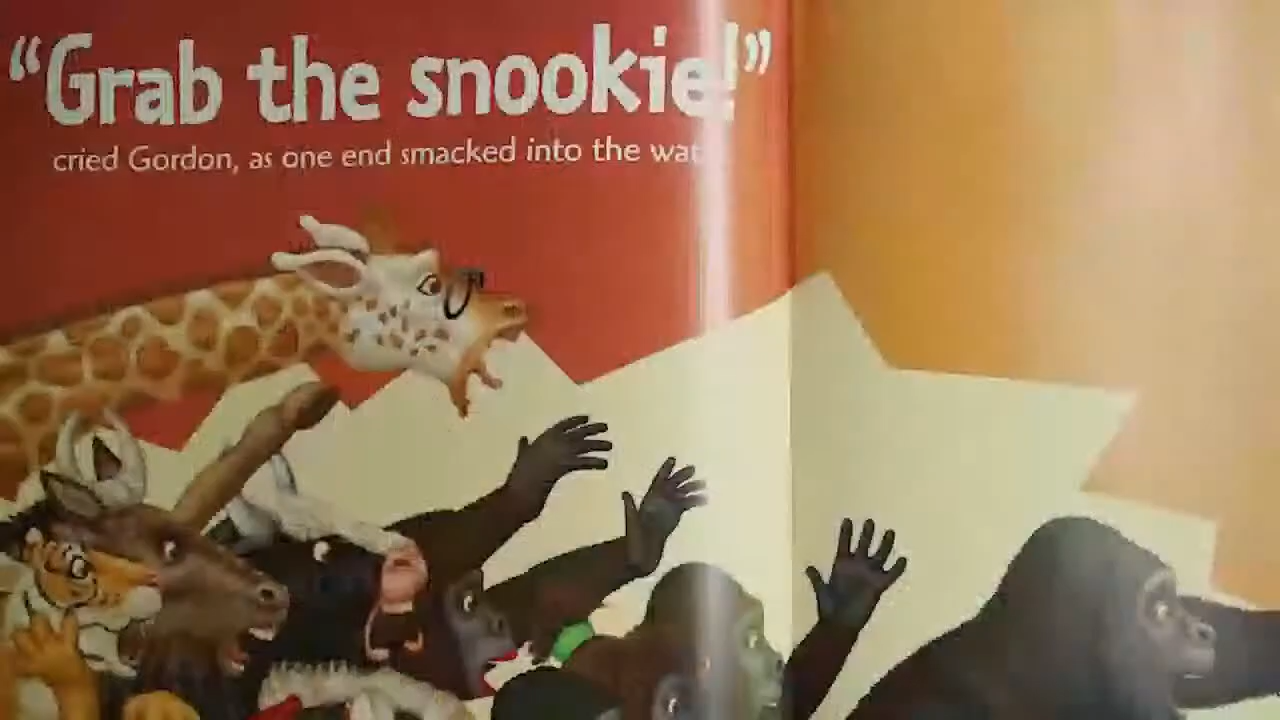 “Grab the snookie!”
cried Gordon, as one end smacked into the